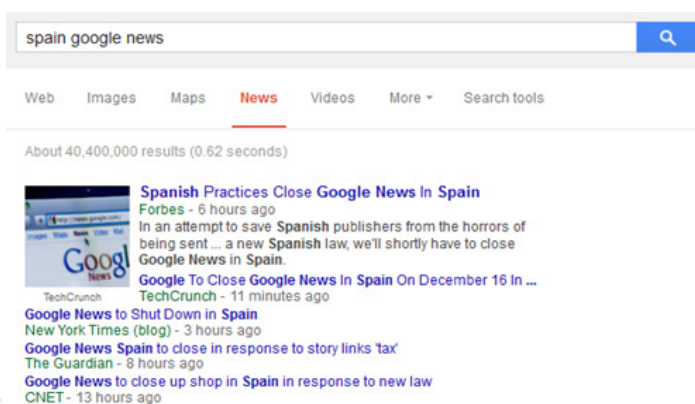 spain google news
Web Images Maps News Videos More Search tools
About 40,400,000 results (0.62 seconds)
Spanish Practices Close Google News In Spain
Forbes - 6 hours ago
In an attempt to save Spanish publishers from the horrors of
being sent ... a new Spanish law, we'll shortly have to close
Google News in Spain.
Google To Close Google News In Spain On December 16 In ...
TechCrunch - 11 minutes ago
Googl
News
TechCrunch
Google News to Shut Down in Spain
New York Times (blog) - 3 hours ago
Google News Spain to close in response to story links 'tax'
The Guardian - 8 hours ago
Google News to close up shop in Spain in response to new law
CNET - 13 hours ago